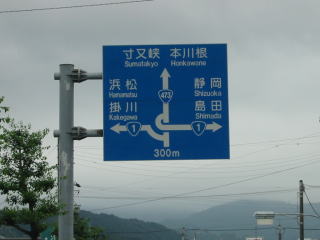 寸又峡 本川根
Sumatakyo Honkawane
浜松 静岡
Hamamatsu Shizuoka
掛川 島田
Kakegawa Shimada
473
1 1
300m